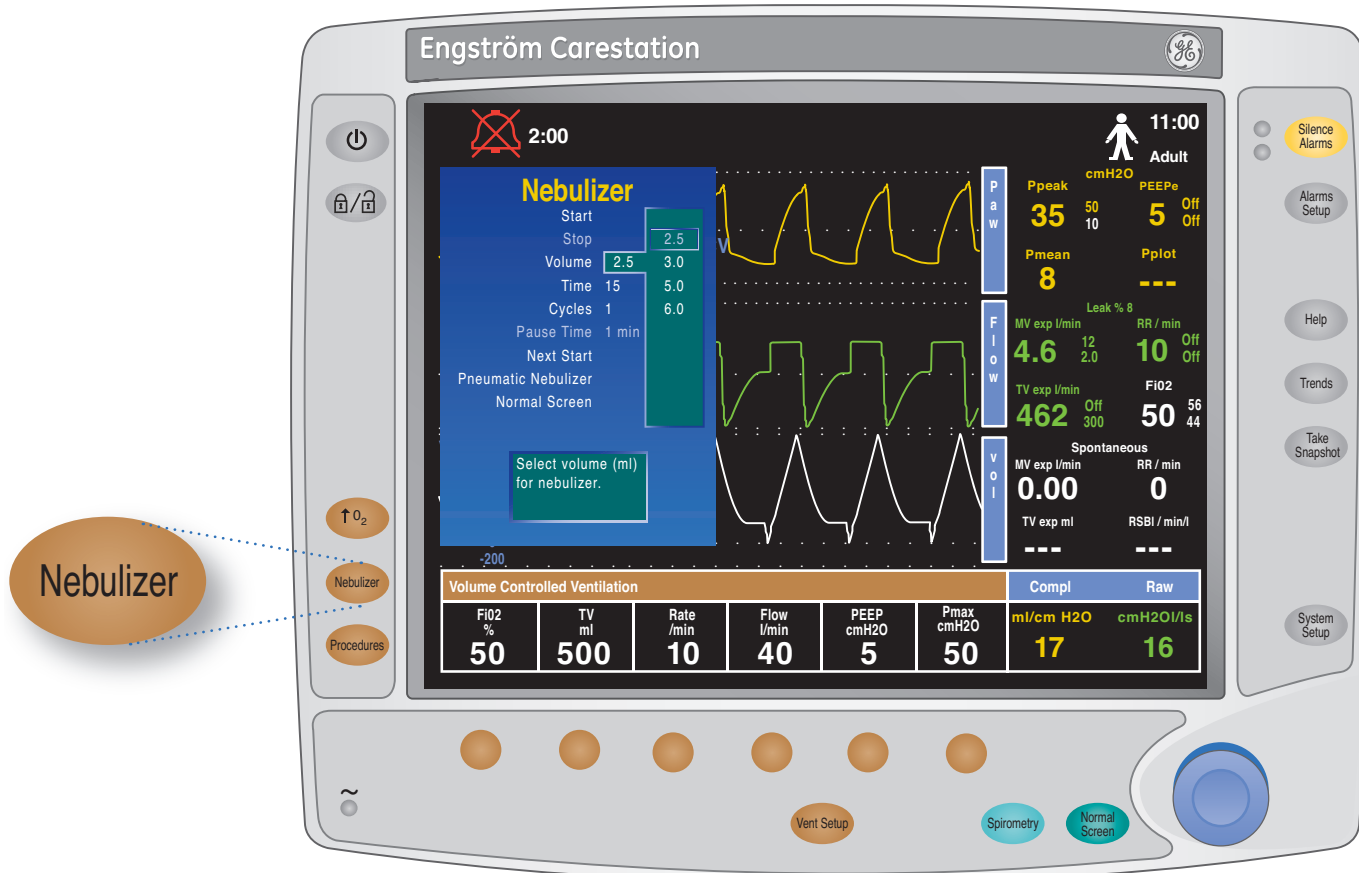 Engström Carestation
GE
2:00
11:00
Adult
Silence
Alarms
Alarms
Setup
Help
Trends
Take
Snapshot
System
Setup
Nebulizer
Start
Stop
Volume 2.5
Time 15
Cycles 1
Pause Time 1 min
Next Start
Pneumatic Nebulizer
Normal Screen
2.5
3.0
5.0
6.0
Select volume (ml)
for nebulizer.
-200
Paw
Flow
vol
cmH2O
Ppeak
35
50
10
PEEPe
5
Off
Off
Pmean
8
Pplot
---
Leak % 8
MV exp l/min
4.6
12
2.0
RR / min
10
Off
Off
TV exp l/min
462
Off
300
Fi02
50
56
44
Spontaneous
MV exp l/min
0.00
RR / min
0
TV exp ml
---
RSBI / min/l
---
Volume Controlled Ventilation
Compl
Raw
Fi02
%
50
TV
ml
500
Rate
/min
10
Flow
l/min
40
PEEP
cmH2O
5
Pmax
cmH2O
50
ml/cm H2O
17
cmH2Ol/ls
16
↑O₂
Nebulizer
Procedures
Nebulizer
Vent Setup
Spirometry
Normal
Screen